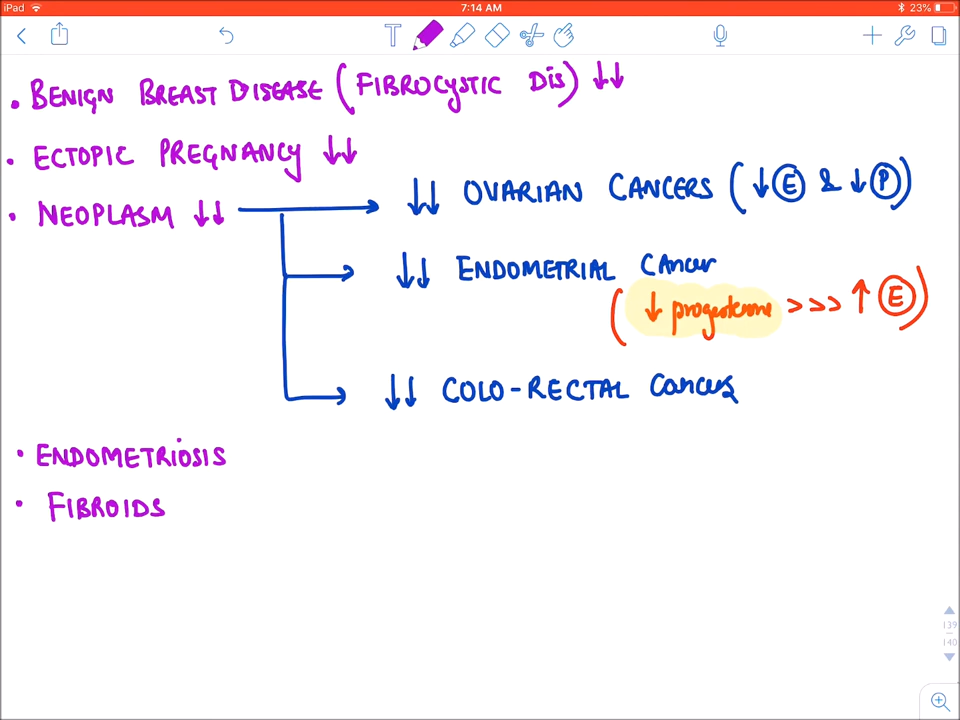 iPad 7:14 AM 23%
T
• BENIGN BREAST DISEASE (FIBROCYSTIC DIS) ↓↓
• ECTOPIC PREGNANCY ↓↓
• NEOPLASM ↓↓ → ↓↓ OVARIAN CANCERS (↓Ⓔ & ↓Ⓟ)
→ ↓↓ ENDOMETRIAL CAncer
(↓ progesterone >>>> ↑ Ⓔ)
→ ↓↓ COLO-RECTAL Cancers
• ENDOMETRIOSIS
• FIBROIDS
139
140